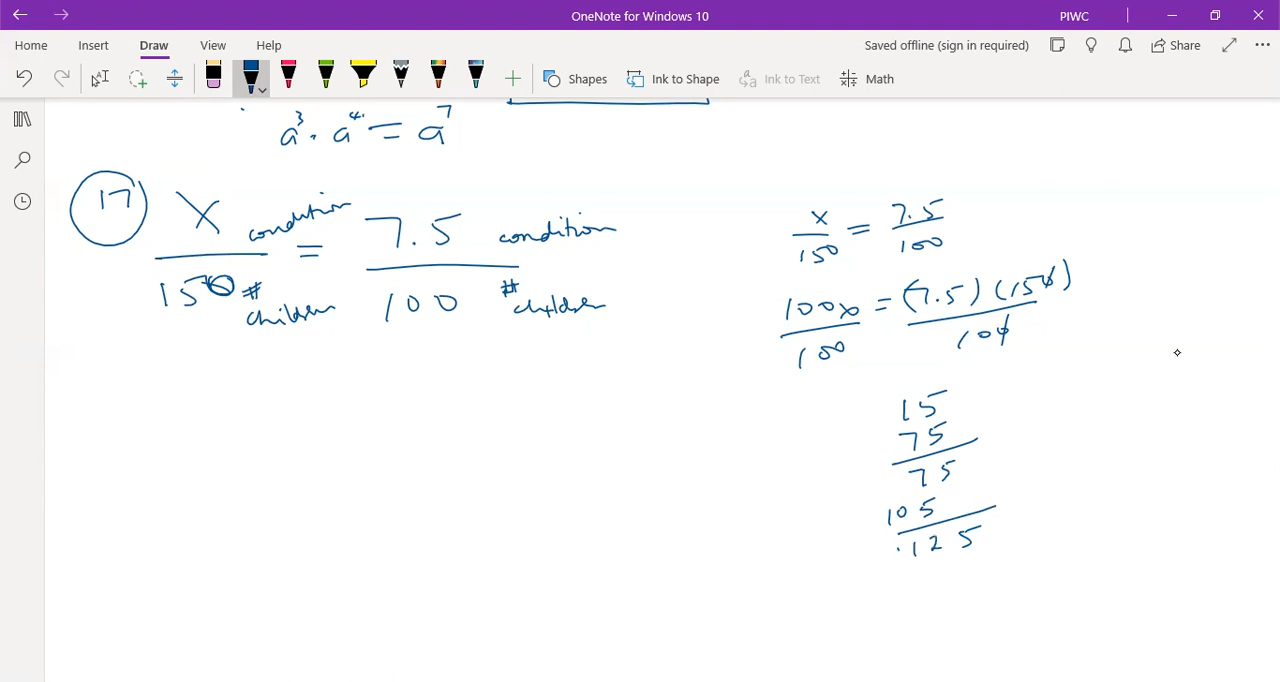 OneNote for Windows 10
PIWC
Home Insert Draw View Help
Saved offline (sign in required)
Share
Shapes
Ink to Shape
Ink to Text
Math
a³ · a⁴ = a⁷
17
x condition = 7.5 condition
150 # children 100 # children
x/150 = 7.5/100
100x/100 = (7.5)(150)/100
15
75
75
105
.125